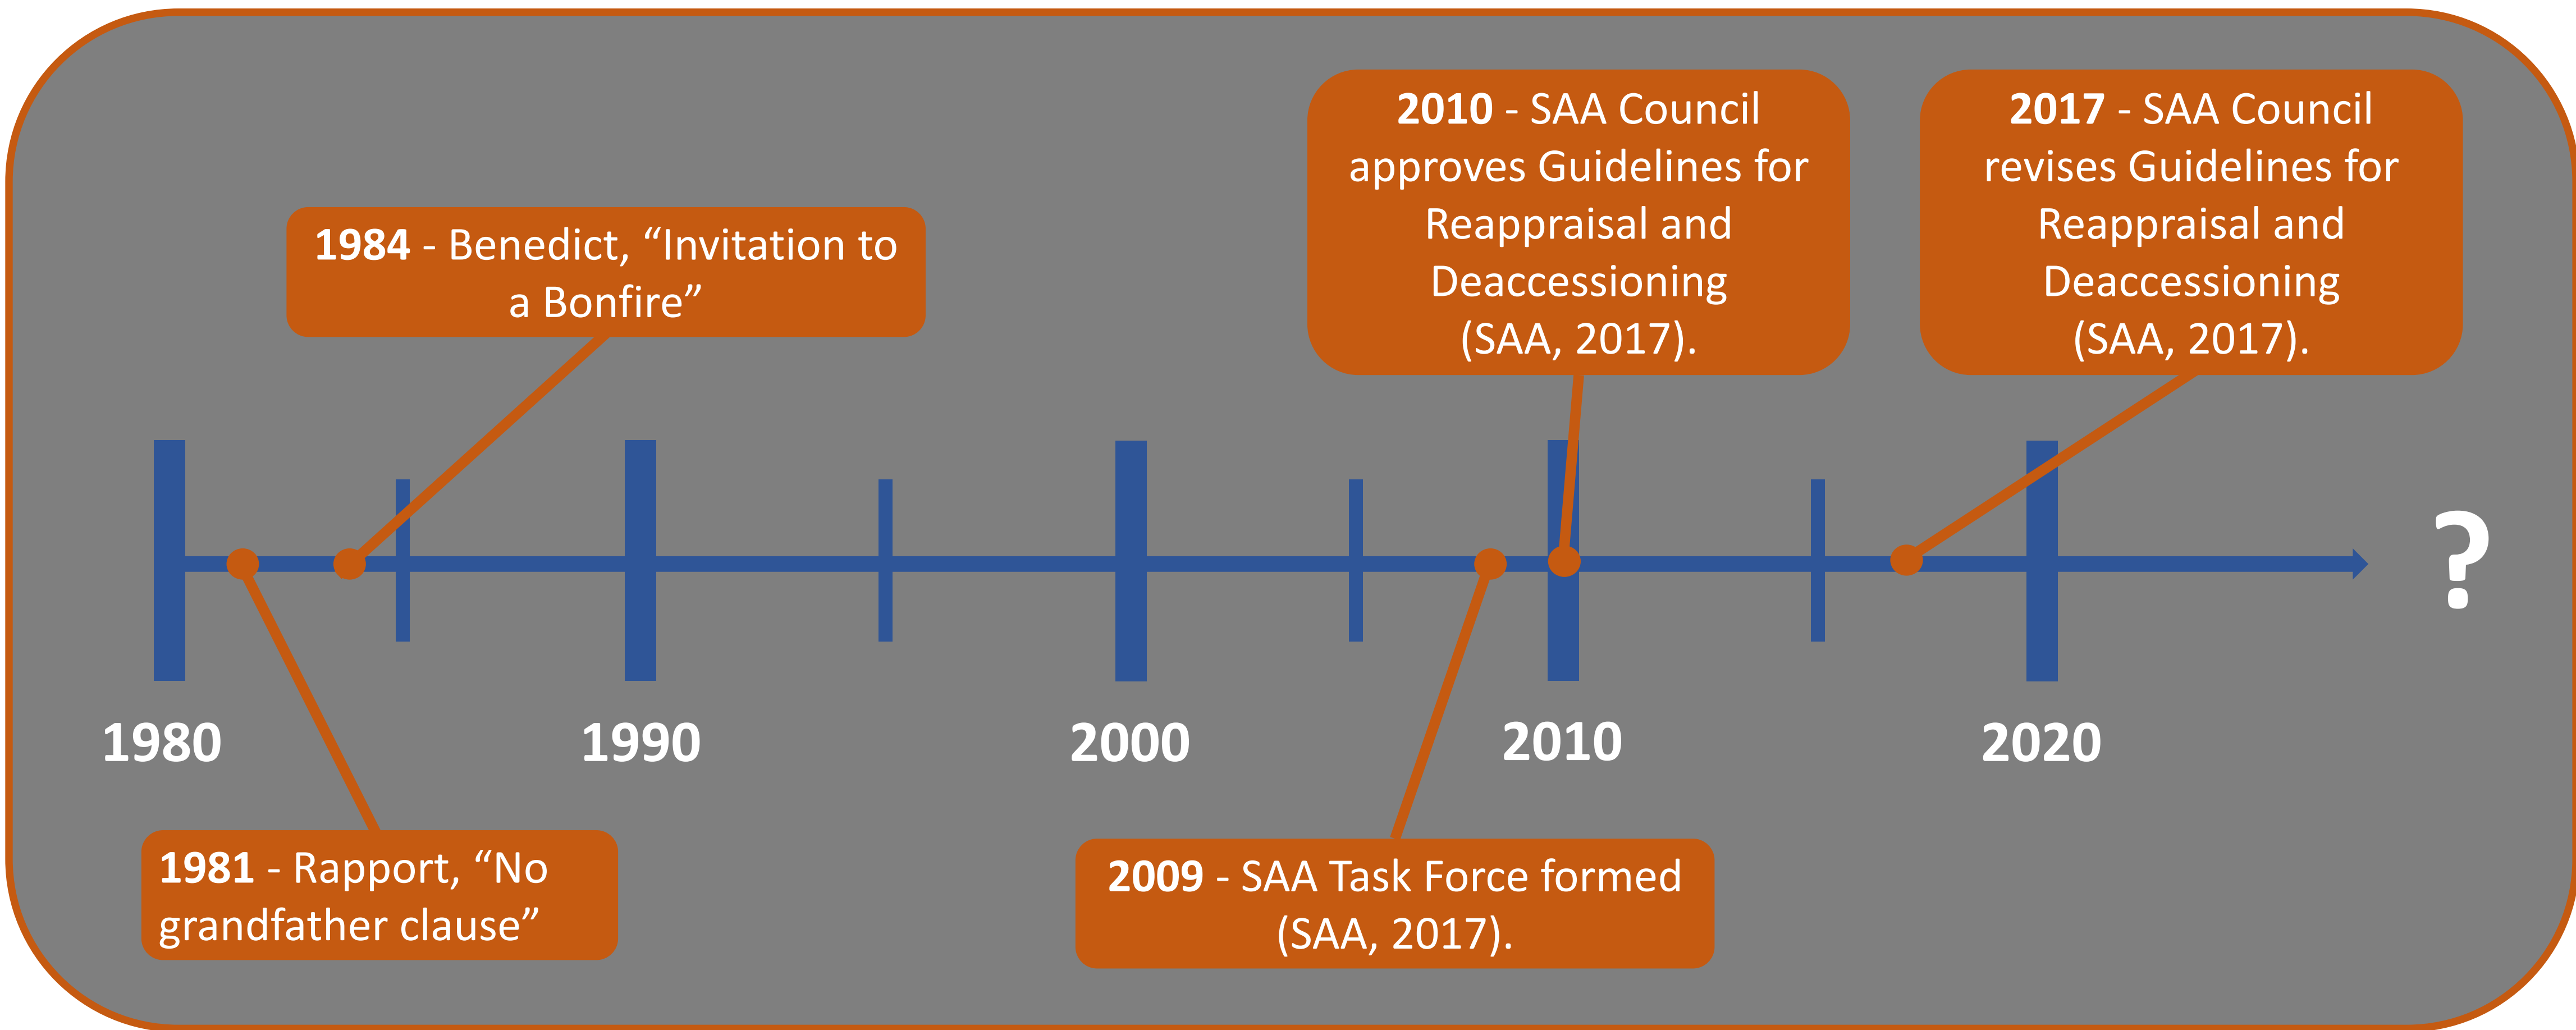 2010 - SAA Council
approves Guidelines for
Reappraisal and
Deaccessioning
(SAA, 2017).
2017 - SAA Council
revises Guidelines for
Reappraisal and
Deaccessioning
(SAA, 2017).
1984 - Benedict, “Invitation to
a Bonfire”
?
1980
1990
2000
2010
2020
1981 - Rapport, “No
grandfather clause”
2009 - SAA Task Force formed
(SAA, 2017).